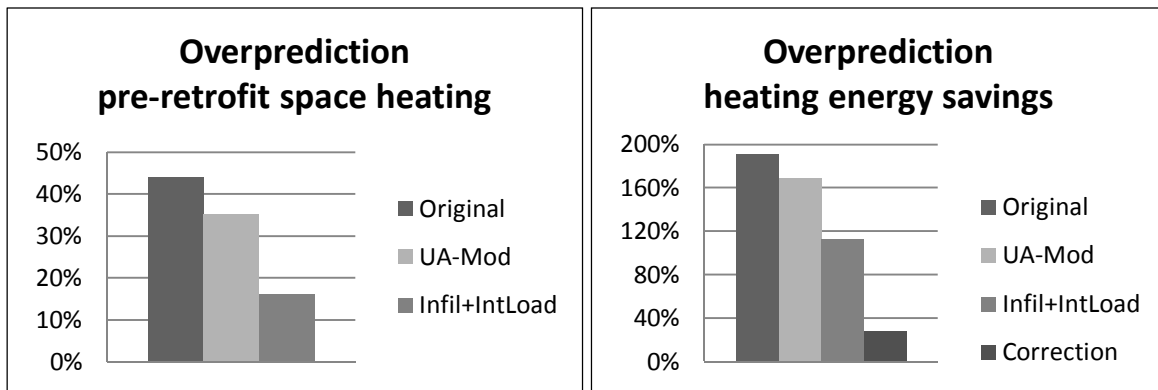 Overprediction
pre-retrofit space heating
50%
40%
30%
20%
10%
0%
Original
UA-Mod
Infil+IntLoad
Overprediction
heating energy savings
200%
160%
120%
80%
40%
0%
Original
UA-Mod
Infil+IntLoad
Correction